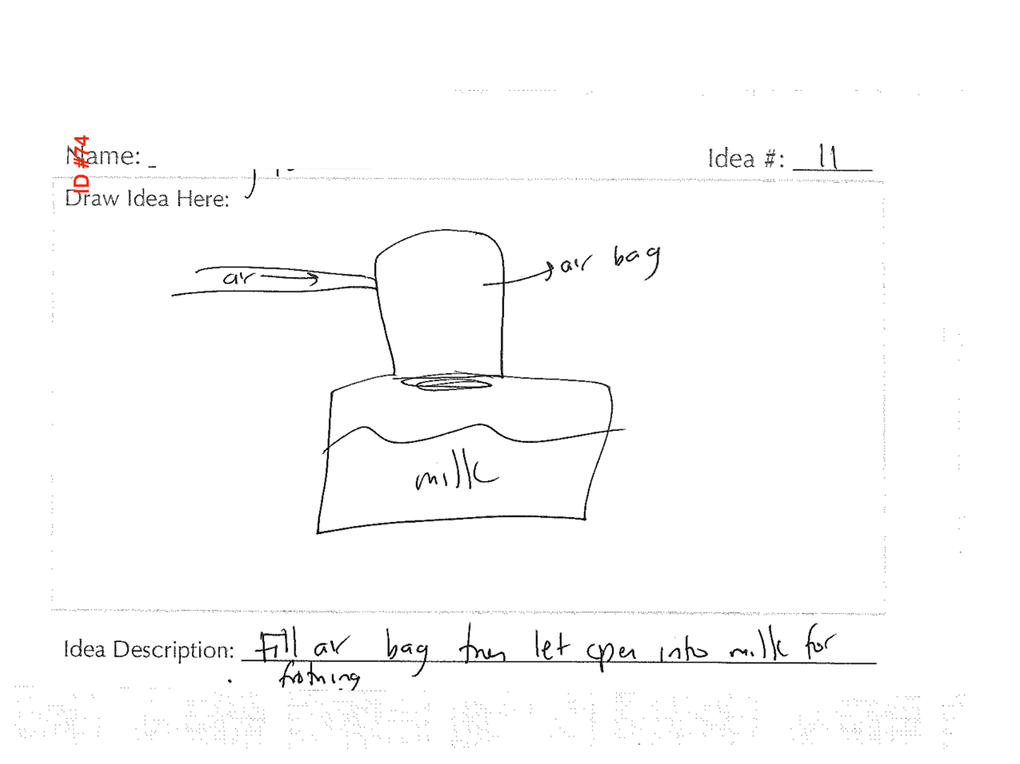 ID #74
Name:
Idea #: 11
Draw Idea Here:
air
air bag
milk
Idea Description: Fill air bag then let open into milk for
frothing